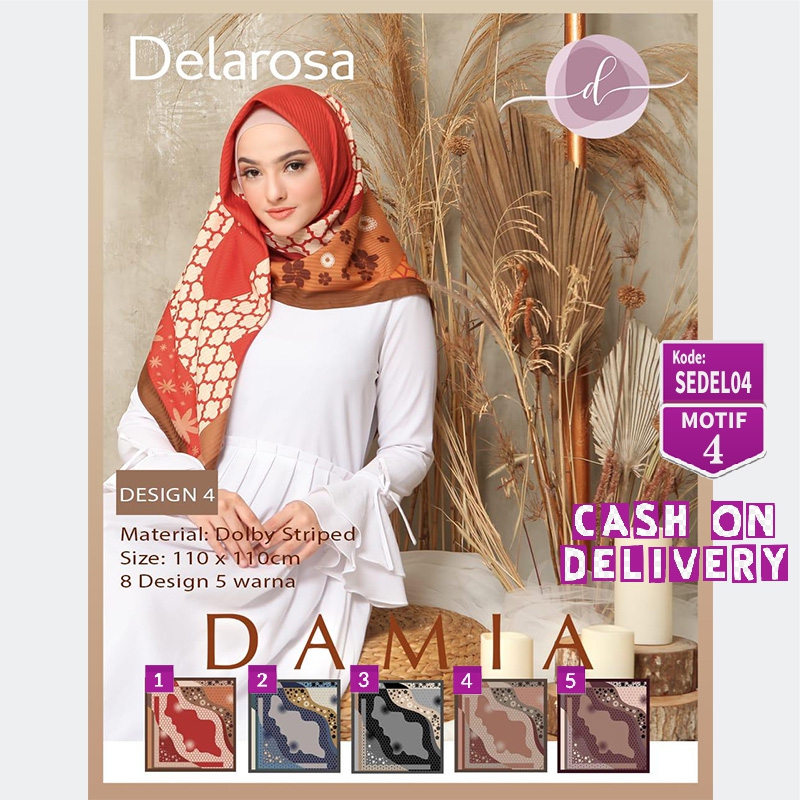 Delarosa
d
Kode:
SEDEL04
MOTIF
4
DESIGN 4
Material: Dolby Striped
Size: 110 x 110cm
8 Design 5 warna
CASH ON
DELIVERY
DAMIA
1 2 3 4 5